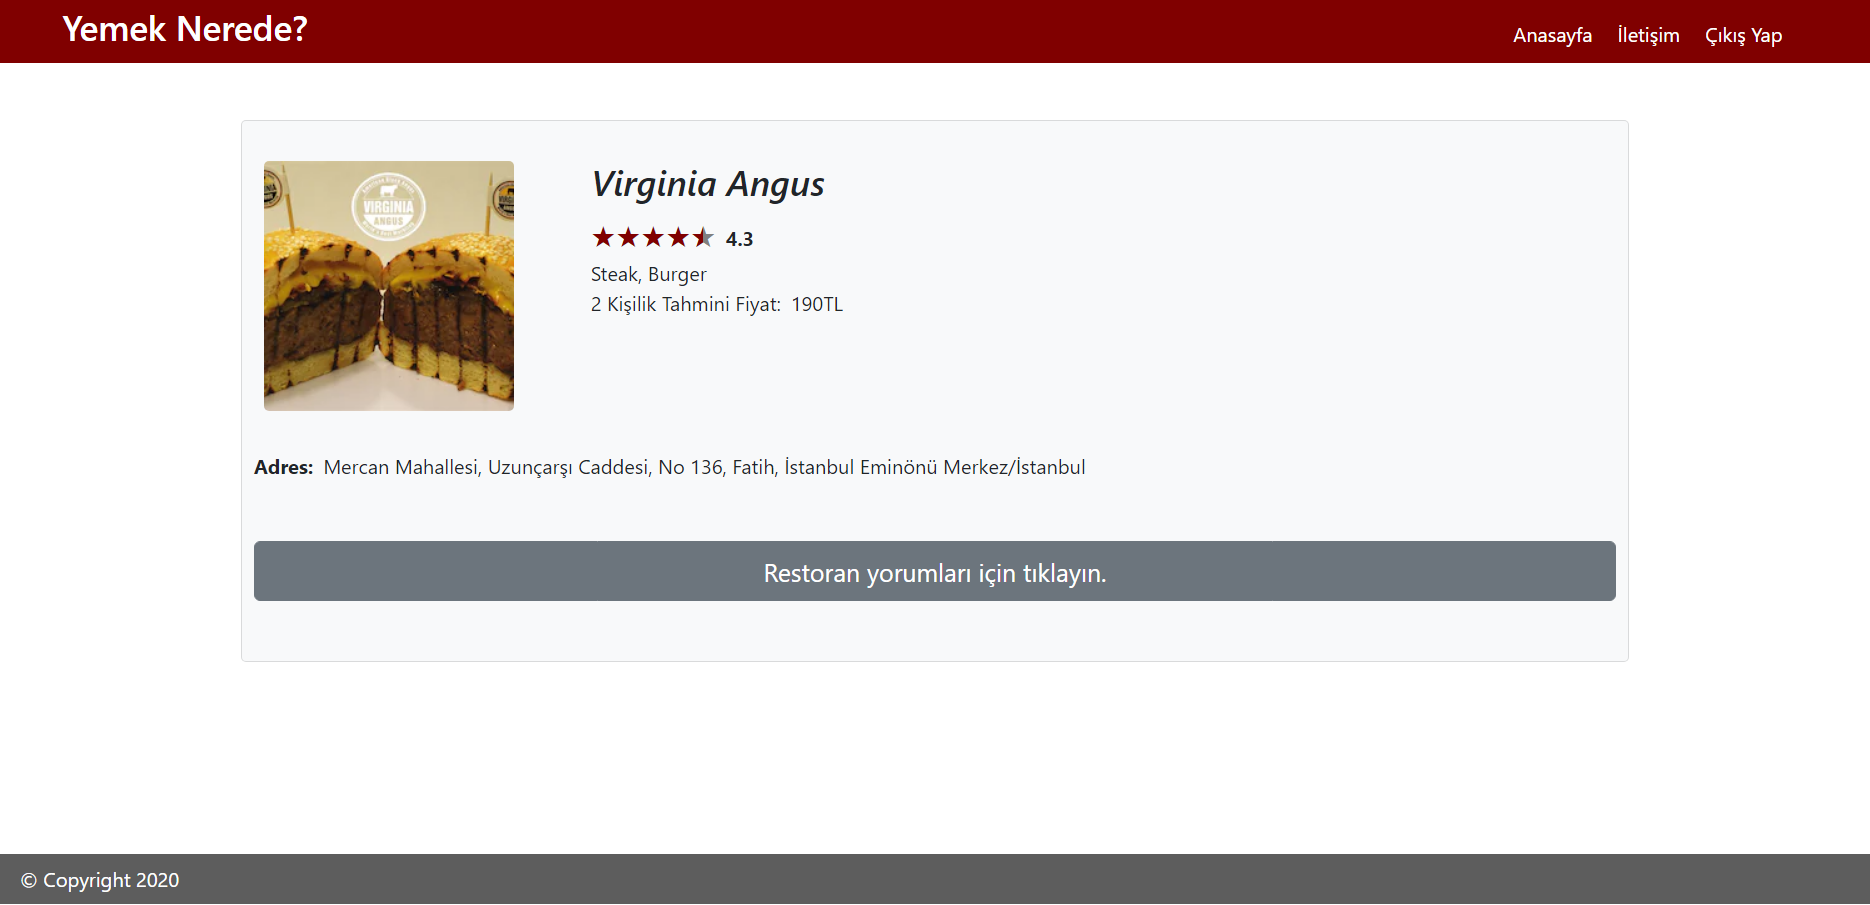 Yemek Nerede?
Anasayfa İletişim Çıkış Yap
VIRGINIA
ANGUS
Virginia Angus
4.3
Steak, Burger
2 Kişilik Tahmini Fiyat: 190TL
Adres: Mercan Mahallesi, Uzunçarşı Caddesi, No 136, Fatih, İstanbul Eminönü Merkez/İstanbul
Restoran yorumları için tıklayın.
© Copyright 2020